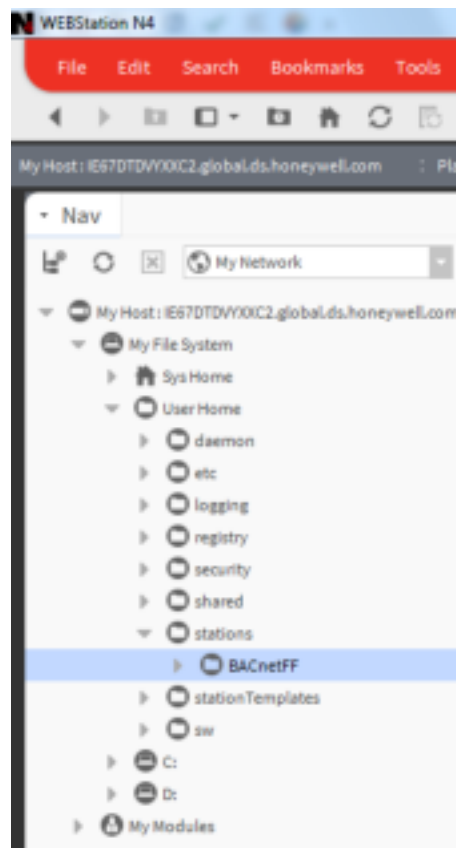 WEBStation N4
File Edit Search Bookmarks Tools
My Host : IE67DTDVYXXC2.global.ds.honeywell.com : Pla
Nav
My Network
My Host : IE67DTDVYXXC2.global.ds.honeywell.com
My File System
Sys Home
User Home
daemon
etc
logging
registry
security
shared
stations
BACnetFF
stationTemplates
sw
C:
D:
My Modules